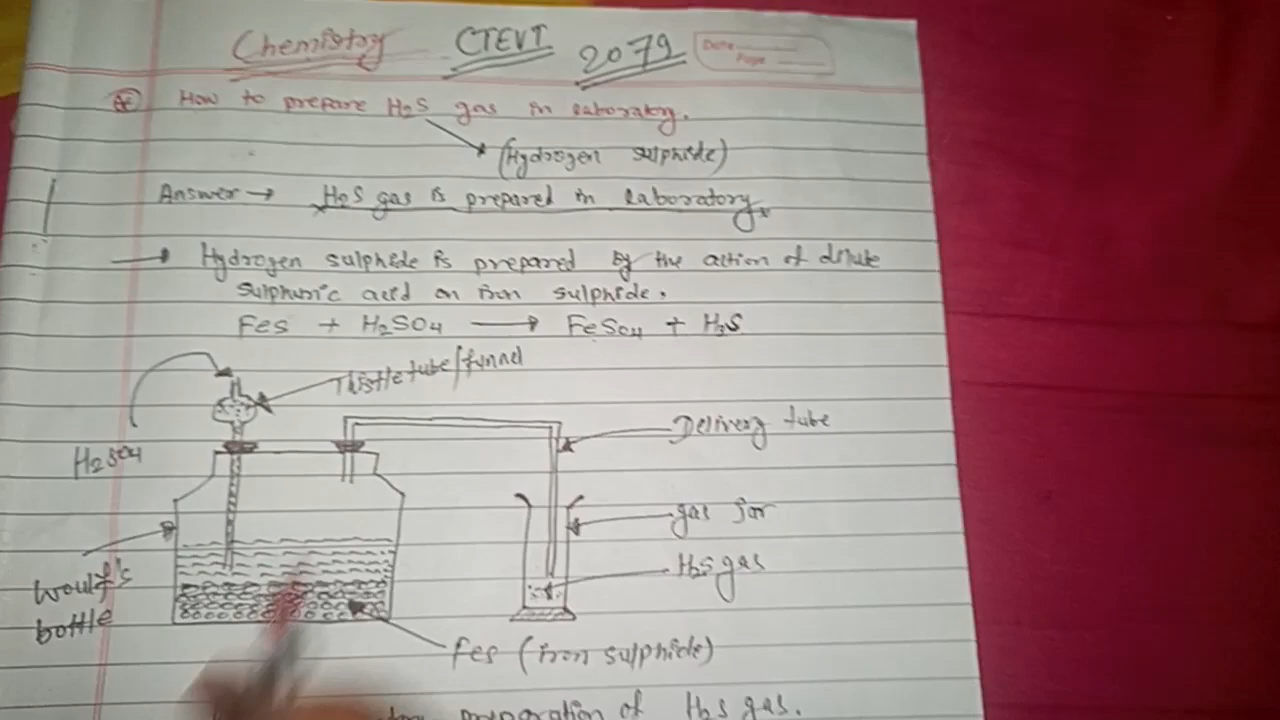 Chemistry CTEVT 2079
Date
Page
How to prepare H2S gas in laboratory.
(Hydrogen sulphide)
Answer → H2S gas is prepared in laboratory.
→ Hydrogen sulphide is prepared by the action of dilute
sulphuric acid on iron sulphide.
FeS + H2SO4 → FeSO4 + H2S
Thistle tube/funnel
Delivery tube
H2SO4
gas jar
H2S gas
Woulf's
bottle
FeS (iron sulphide)
preparation of H2S gas.